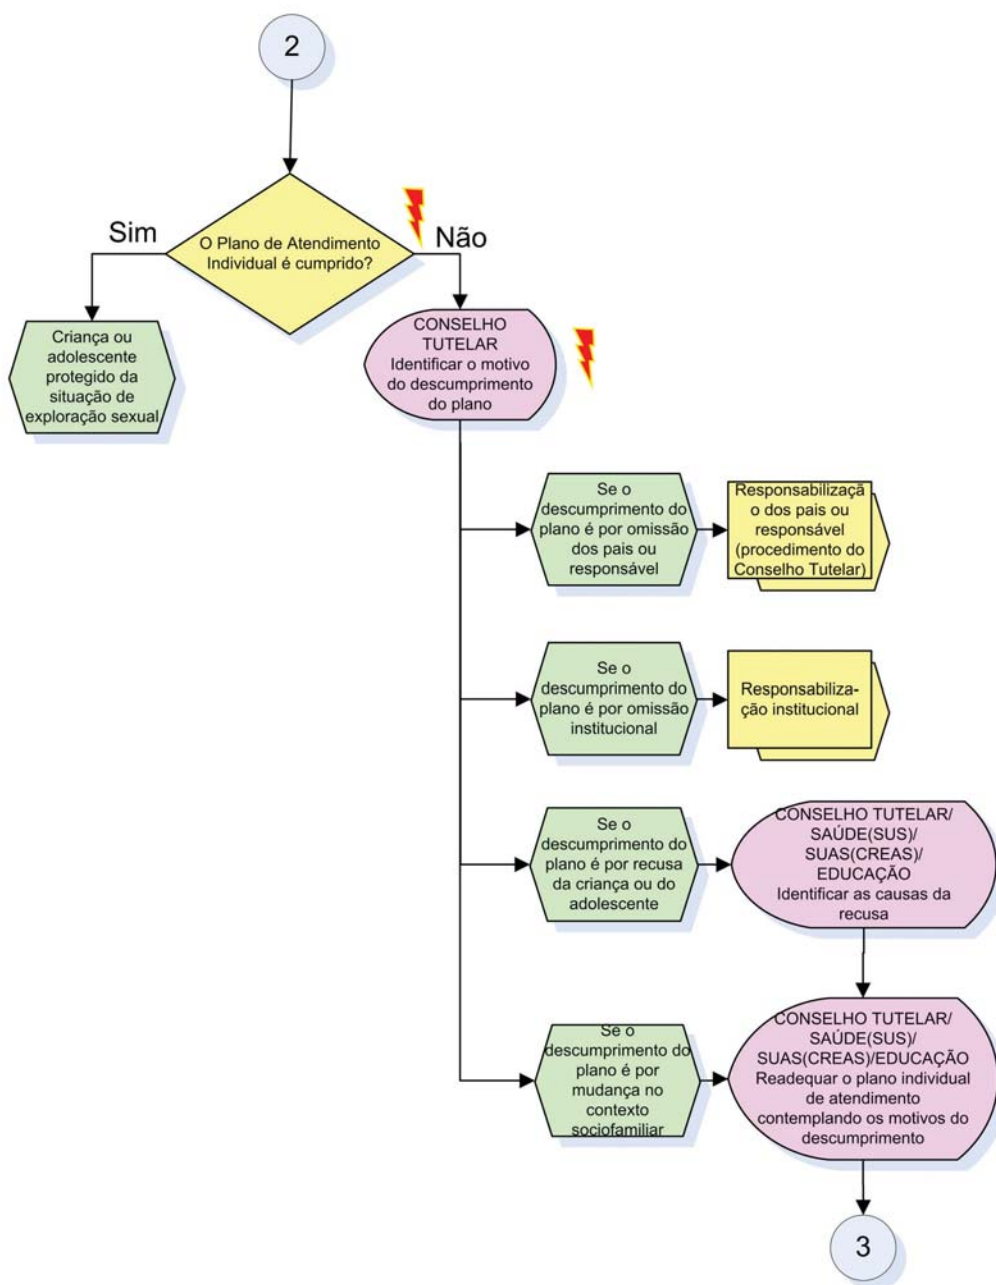 2
Sim
O Plano de Atendimento
Individual é cumprido?
Não
Criança ou
adolescente
protegido da
situação de
exploração sexual
CONSELHO
TUTELAR
Identificar o motivo
do descumprimento
do plano
Se o
descumprimento do
plano é por omissão
dos pais ou
responsável
Responsabilizaçã
o dos pais ou
responsável
(procedimento do
Conselho Tutelar)
Se o
descumprimento do
plano é por omissão
institucional
Responsabiliza-
ção institucional
Se o
descumprimento do
plano é por recusa
da criança ou do
adolescente
CONSELHO TUTELAR/
SAÚDE(SUS)/
SUAS(CREAS)/
EDUCAÇÃO
Identificar as causas da
recusa
Se o
descumprimento do
plano é por
mudança no
contexto
sociofamiliar
CONSELHO TUTELAR/
SAÚDE(SUS)/
SUAS(CREAS)/EDUCAÇÃO
Readequar o plano individual
de atendimento
contemplando os motivos do
descumprimento
3